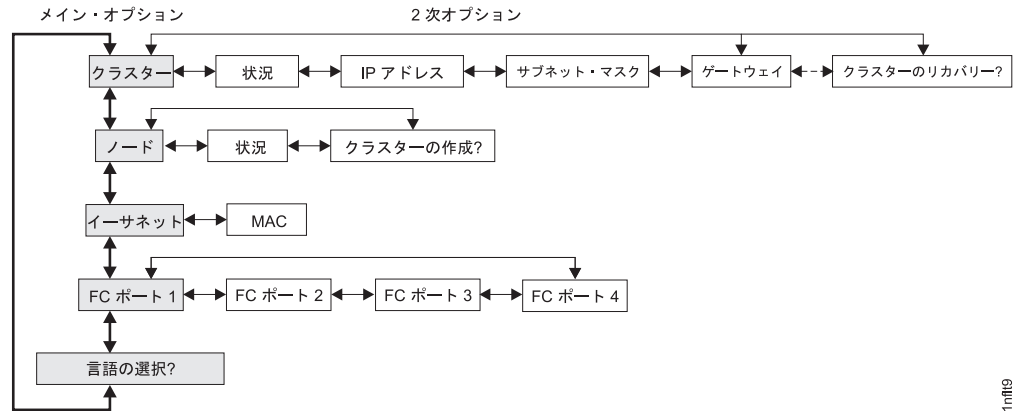 メイン・オプション 2 次オプション
クラスター 状況 IP アドレス サブネット・マスク ゲートウェイ クラスターのリカバリー?
ノード 状況 クラスターの作成?
イーサネット MAC
FC ポート 1 FC ポート 2 FC ポート 3 FC ポート 4
言語の選択?
1nflt9